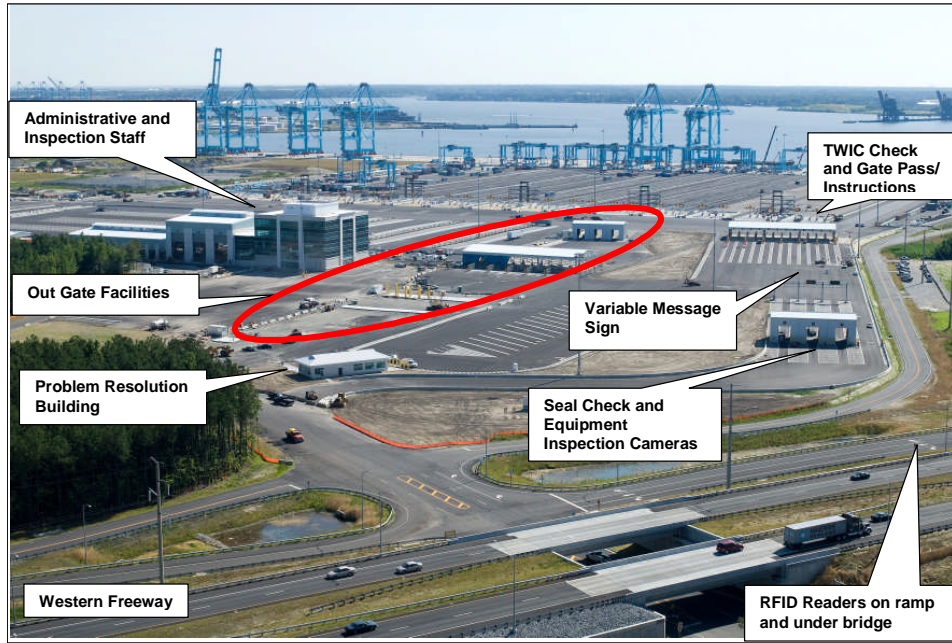 Administrative and
Inspection Staff
TWIC Check
and Gate Pass/
Instructions
Out Gate Facilities
Variable Message
Sign
Problem Resolution
Building
Seal Check and
Equipment
Inspection Cameras
Western Freeway
RFID Readers on ramp
and under bridge